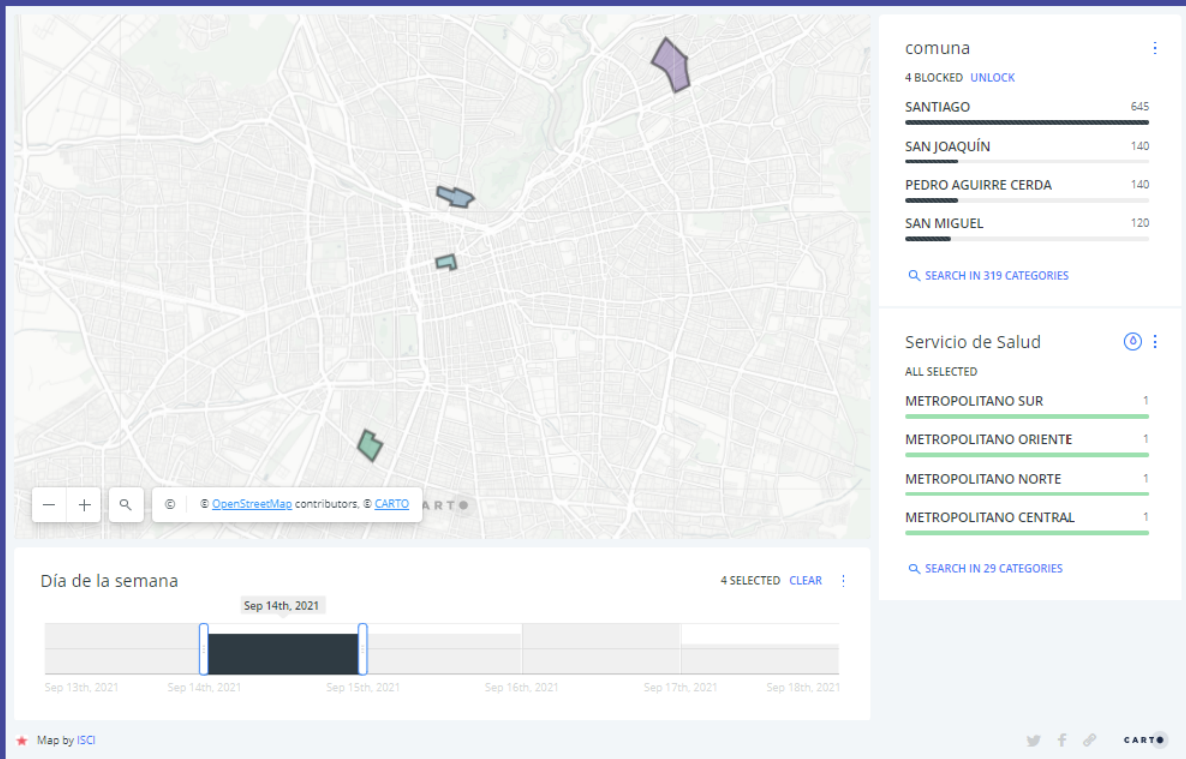 comuna
4 BLOCKED UNLOCK
SANTIAGO 645
SAN JOAQUÍN 140
PEDRO AGUIRRE CERDA 140
SAN MIGUEL 120
SEARCH IN 319 CATEGORIES
Servicio de Salud
ALL SELECTED
METROPOLITANO SUR 1
METROPOLITANO ORIENTE 1
METROPOLITANO NORTE 1
METROPOLITANO CENTRAL 1
SEARCH IN 29 CATEGORIES
© © OpenStreetMap contributors, © CARTO
ARTO
Día de la semana
4 SELECTED CLEAR
Sep 14th, 2021
Sep 13th, 2021 Sep 14th, 2021 Sep 15th, 2021 Sep 16th, 2021 Sep 17th, 2021 Sep 18th, 2021
Map by ISCI
CARTO